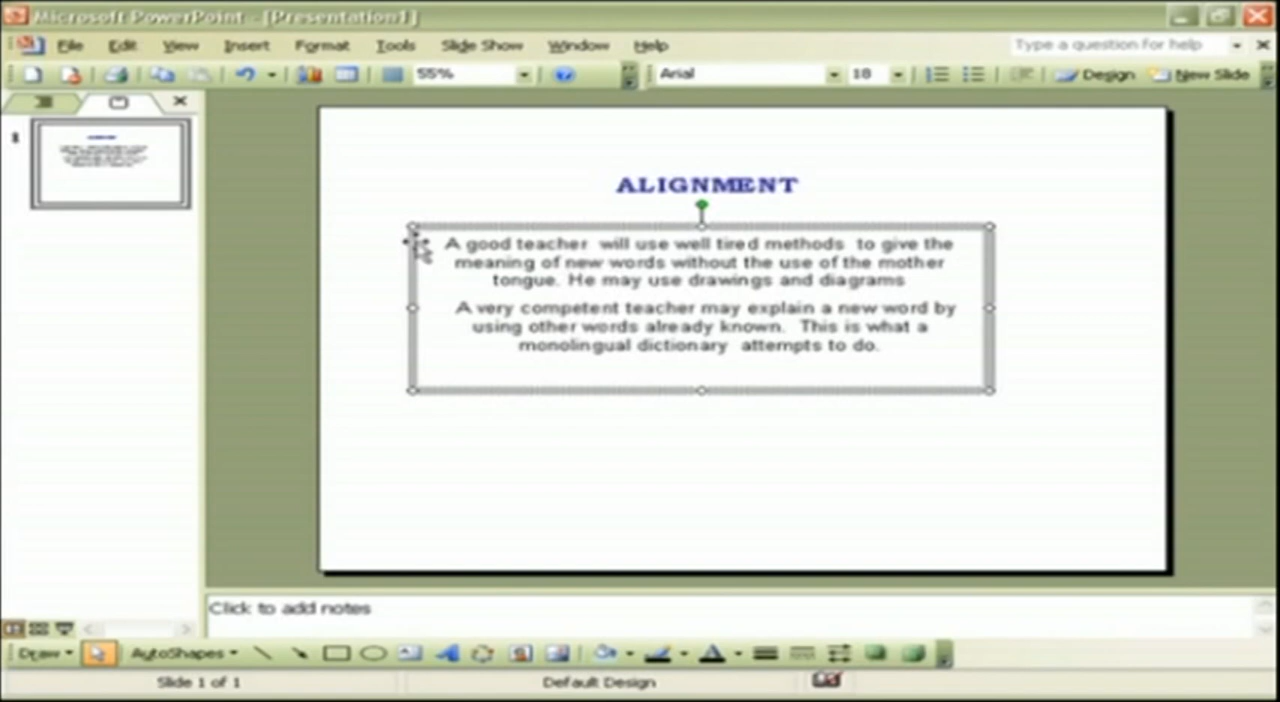 Microsoft PowerPoint - [Presentation1]
File Edit View Insert Format Tools Slide Show Window Help Type a question for help
55% Arial 18 Design New Slide
1
ALIGNMENT
A good teacher will use well tired methods to give the
meaning of new words without the use of the mother
tongue. He may use drawings and diagrams
A very competent teacher may explain a new word by
using other words already known. This is what a
monolingual dictionary attempts to do.
Click to add notes
Draw AutoShapes
Slide 1 of 1 Default Design